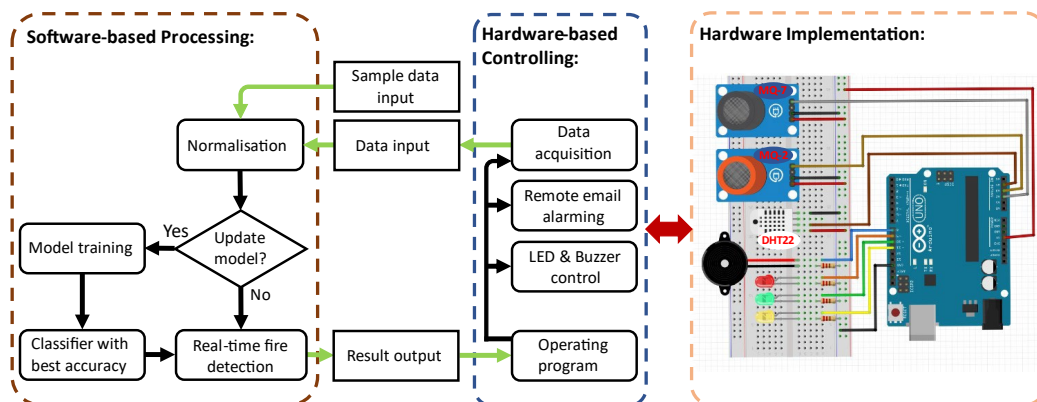 Software-based Processing:
Sample data
input
Normalisation
Data input
Update
model?
Yes
No
Model training
Classifier with
best accuracy
Real-time fire
detection
Result output
Hardware-based
Controlling:
Data
acquisition
Remote email
alarming
LED & Buzzer
control
Operating
program
Hardware Implementation:
MQ-7
MQ-2
DHT22
UNO